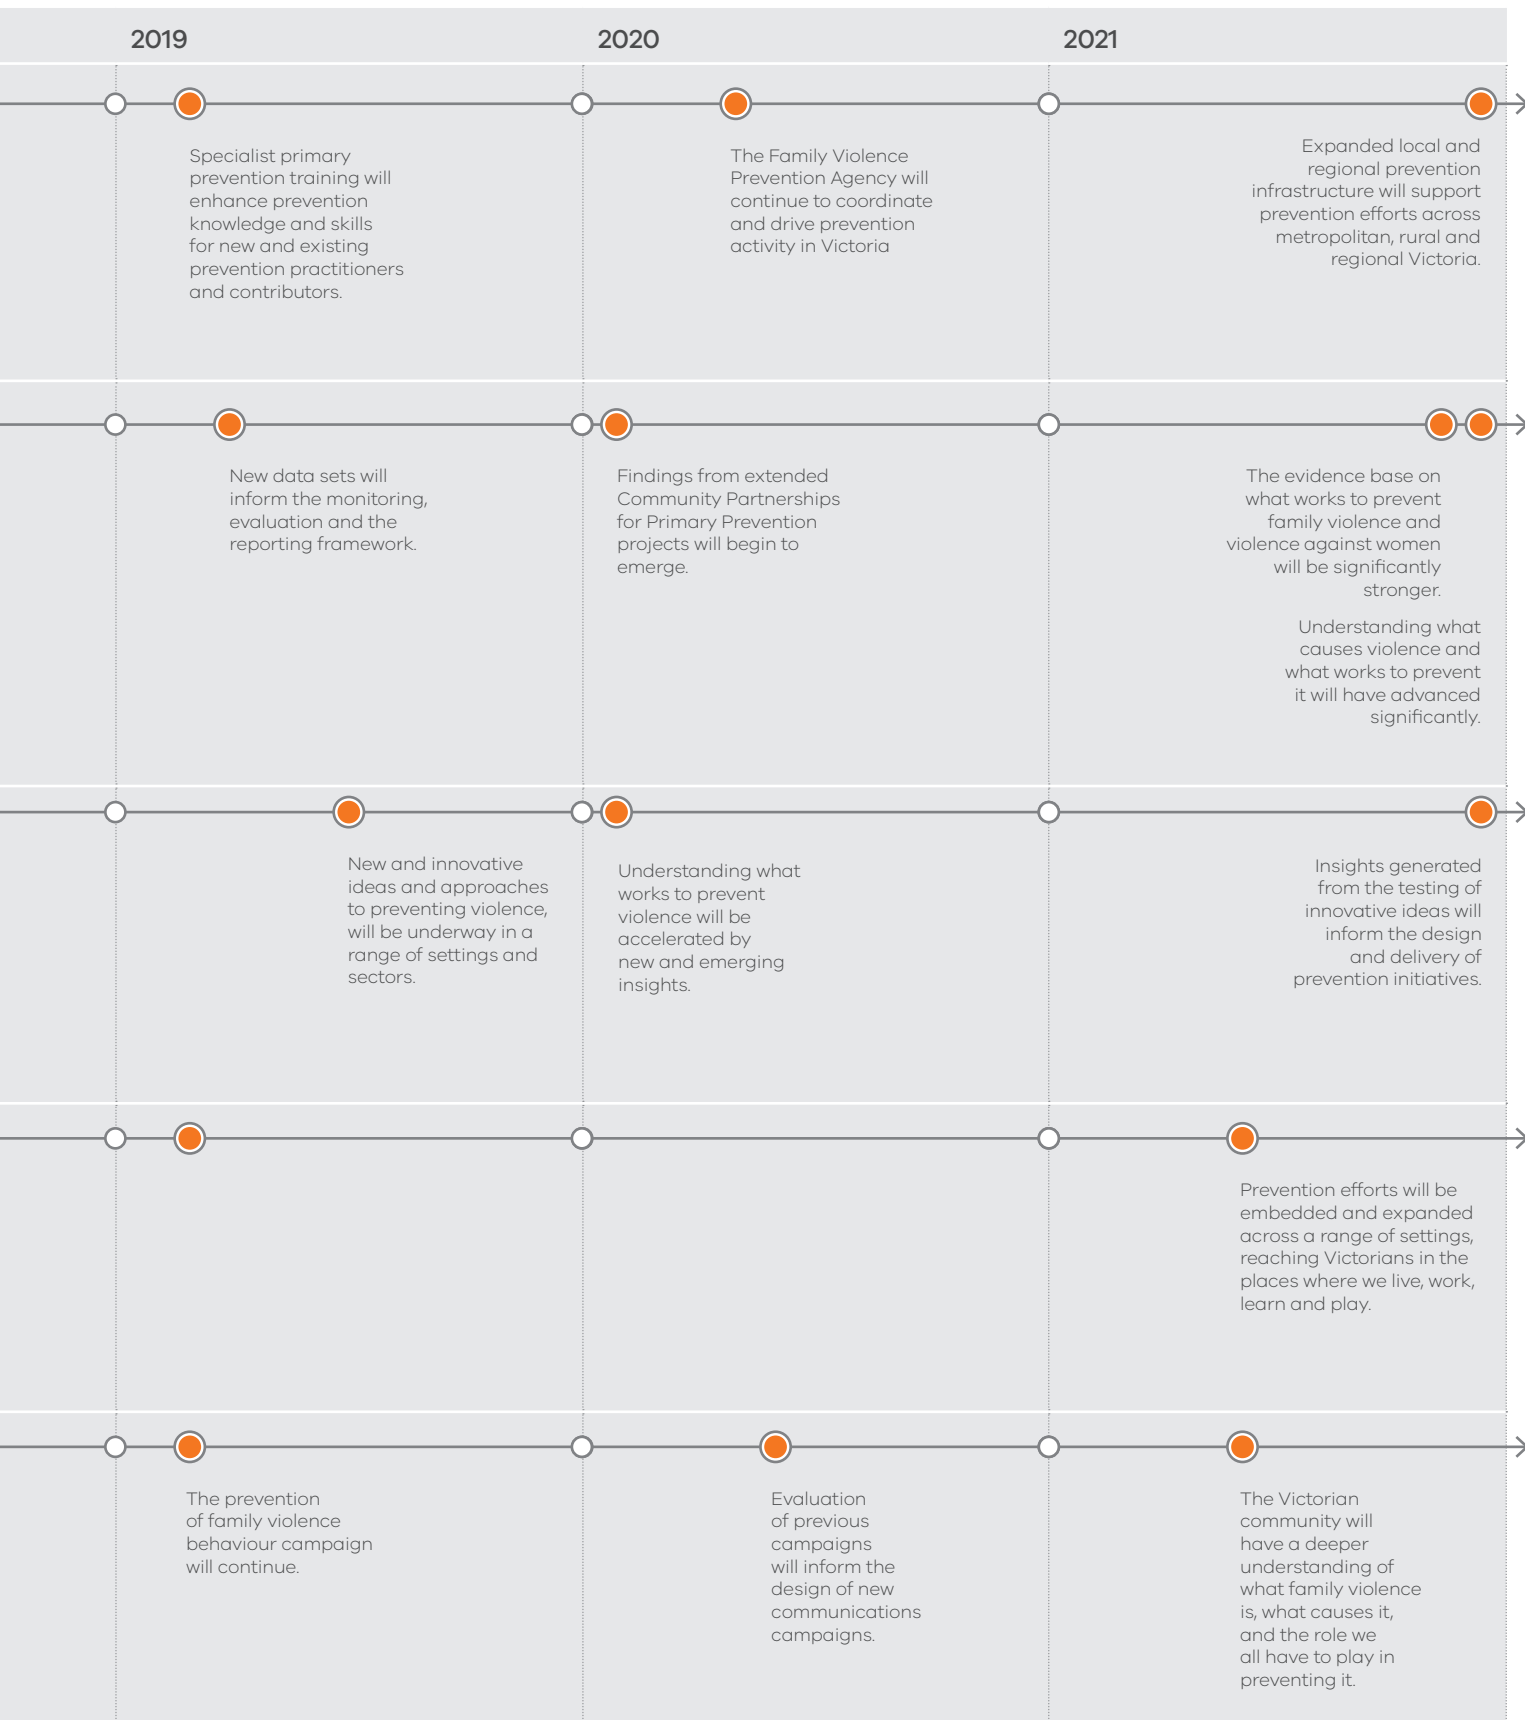 2019
2020
2021
Specialist primary
prevention training will
enhance prevention
knowledge and skills
for new and existing
prevention practitioners
and contributors.
The Family Violence
Prevention Agency will
continue to coordinate
and drive prevention
activity in Victoria
Expanded local and
regional prevention
infrastructure will support
prevention efforts across
metropolitan, rural and
regional Victoria.
New data sets will
inform the monitoring,
evaluation and the
reporting framework.
Findings from extended
Community Partnerships
for Primary Prevention
projects will begin to
emerge.
The evidence base on
what works to prevent
family violence and
violence against women
will be significantly
stronger.
Understanding what
causes violence and
what works to prevent
it will have advanced
significantly.
New and innovative
ideas and approaches
to preventing violence,
will be underway in a
range of settings and
sectors.
Understanding what
works to prevent
violence will be
accelerated by
new and emerging
insights.
Insights generated
from the testing of
innovative ideas will
inform the design
and delivery of
prevention initiatives.
Prevention efforts will be
embedded and expanded
across a range of settings,
reaching Victorians in the
places where we live, work,
learn and play.
The prevention
of family violence
behaviour campaign
will continue.
Evaluation
of previous
campaigns
will inform the
design of new
communications
campaigns.
The Victorian
community will
have a deeper
understanding of
what family violence
is, what causes it,
and the role we
all have to play in
preventing it.